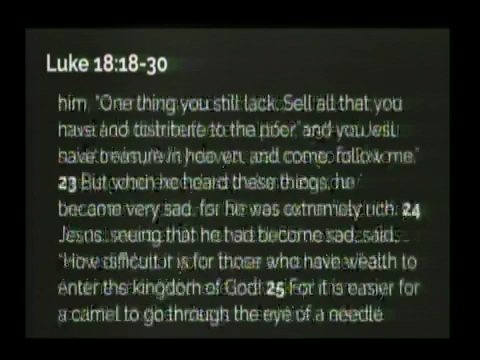 Luke 18:18-30
him, "One thing you still lack. Sell all that you
have and distribute to the poor, and you will
have treasure in heaven, and come, follow me."
23 But when he heard these things, he
became very sad, for he was extremely rich. 24
Jesus, seeing that he had become sad, said,
"How difficult it is for those who have wealth to
enter the kingdom of God! 25 For it is easier for
a camel to go through the eye of a needle